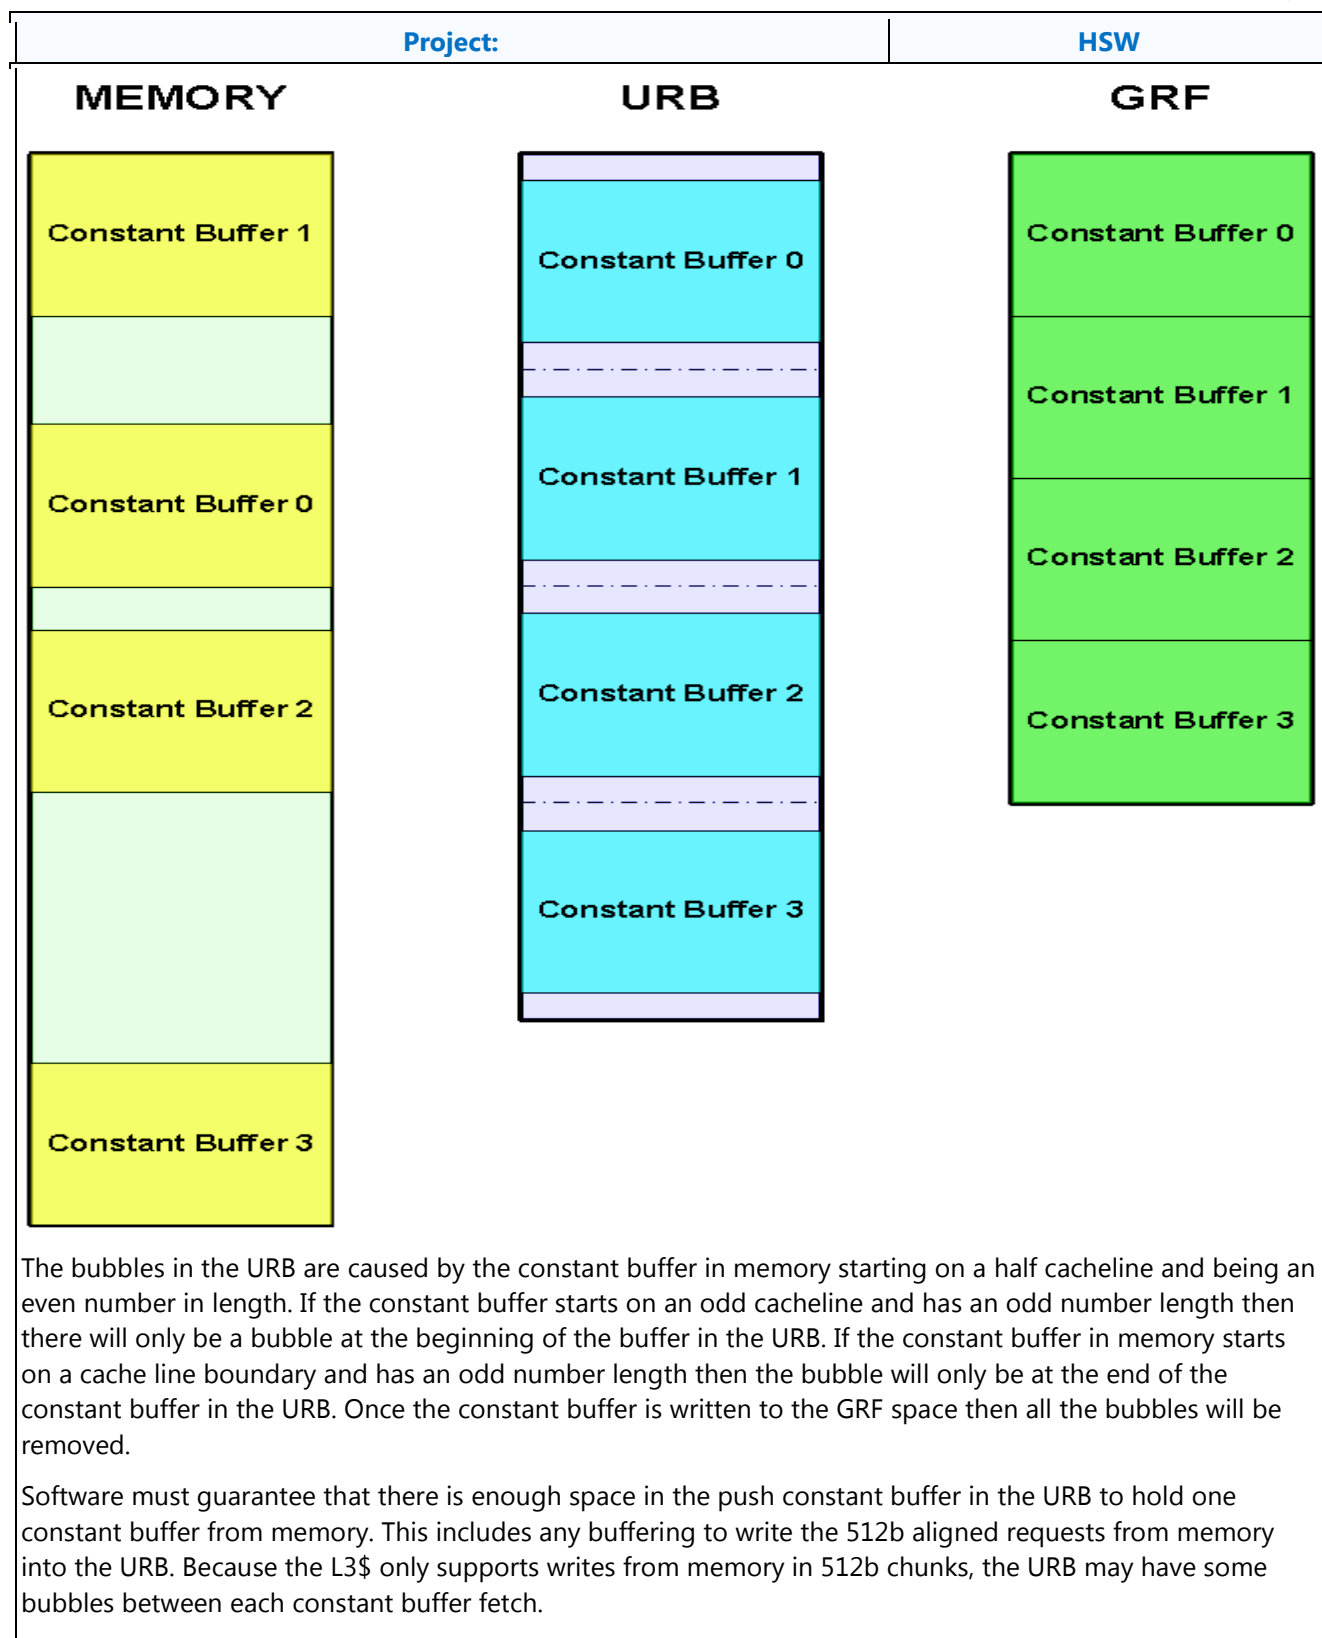 Project: HSW
MEMORY URB GRF
Constant Buffer 1
Constant Buffer 0
Constant Buffer 2
Constant Buffer 3
Constant Buffer 0
Constant Buffer 1
Constant Buffer 2
Constant Buffer 3
Constant Buffer 0
Constant Buffer 1
Constant Buffer 2
Constant Buffer 3
The bubbles in the URB are caused by the constant buffer in memory starting on a half cacheline and being an
even number in length. If the constant buffer starts on an odd cacheline and has an odd number length then
there will only be a bubble at the beginning of the buffer in the URB. If the constant buffer in memory starts
on a cache line boundary and has an odd number length then the bubble will only be at the end of the
constant buffer in the URB. Once the constant buffer is written to the GRF space then all the bubbles will be
removed.
Software must guarantee that there is enough space in the push constant buffer in the URB to hold one
constant buffer from memory. This includes any buffering to write the 512b aligned requests from memory
into the URB. Because the L3$ only supports writes from memory in 512b chunks, the URB may have some
bubbles between each constant buffer fetch.